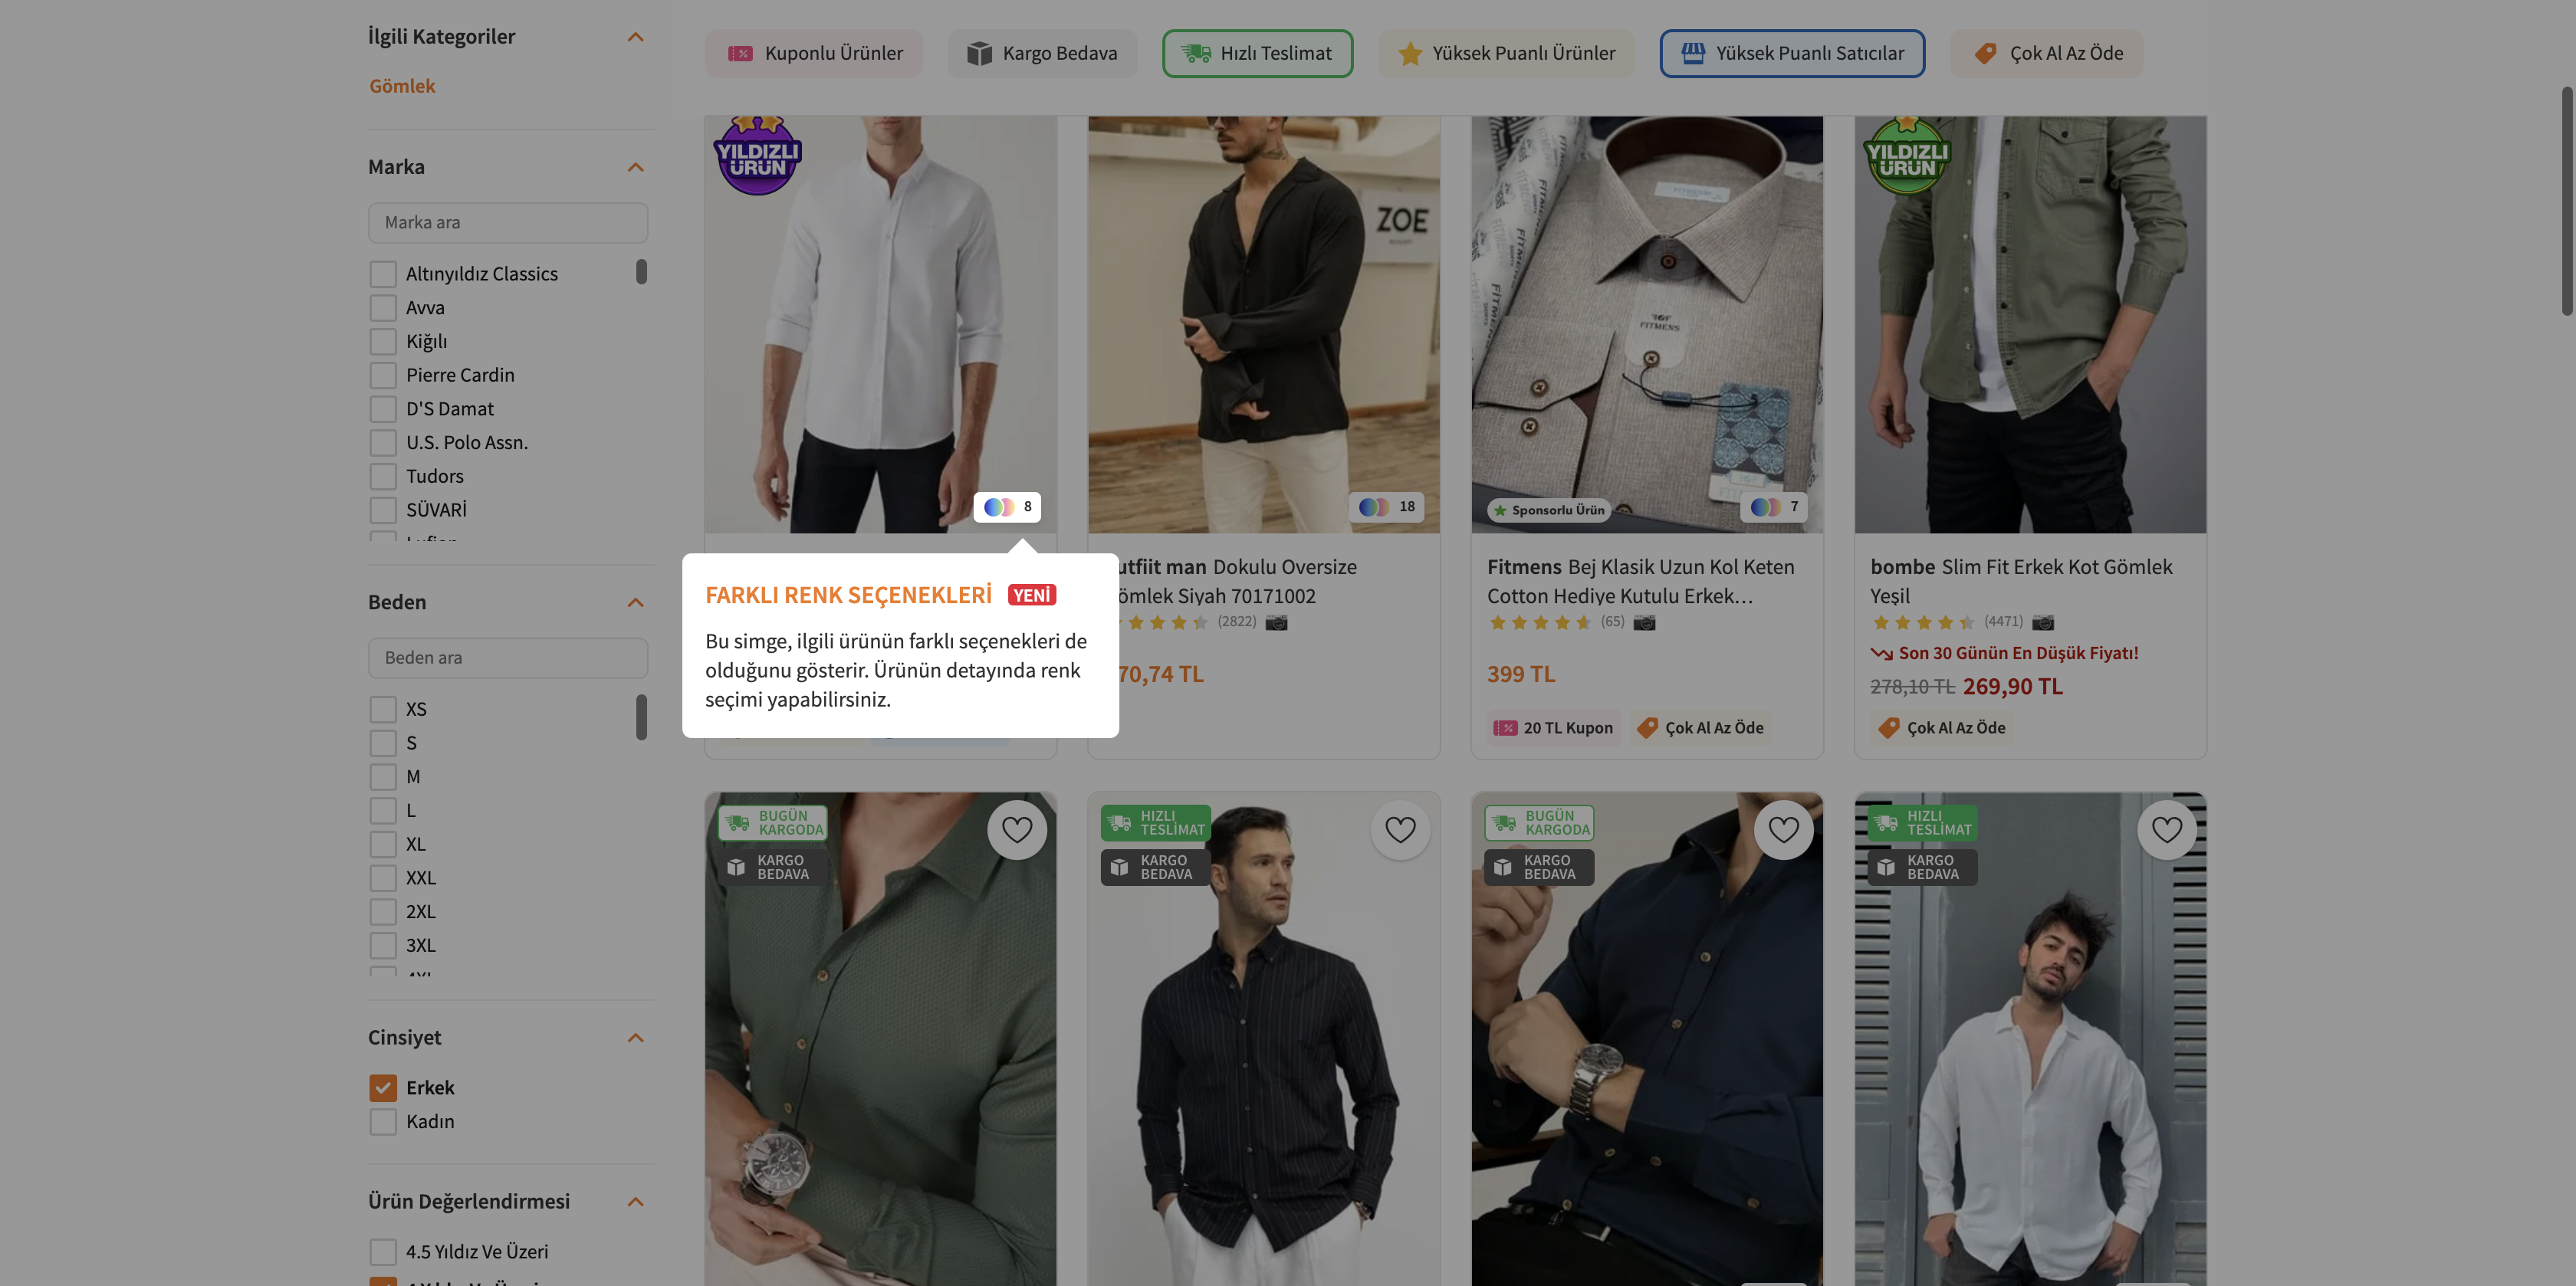 İlgili Kategoriler
Gömlek
Marka
Marka ara
Altınyıldız Classics
Avva
Kiğılı
Pierre Cardin
D'S Damat
U.S. Polo Assn.
Tudors
SÜVARİ
Beden
Beden ara
XS
S
M
L
XL
XXL
2XL
3XL
4XL
Cinsiyet
Erkek
Kadın
Ürün Değerlendirmesi
4.5 Yıldız Ve Üzeri
Kuponlu Ürünler
Kargo Bedava
Hızlı Teslimat
Yüksek Puanlı Ürünler
Yüksek Puanlı Satıcılar
Çok Al Az Öde
YILDIZLI
ÜRÜN
8
FARKLI RENK SEÇENEKLERİ YENİ
Bu simge, ilgili ürünün farklı seçenekleri de
olduğunu gösterir. Ürünün detayında renk
seçimi yapabilirsiniz.
ZOE
18
utfiit man Dokulu Oversize
ömlek Siyah 70171002
(2822)
70,74 TL
FITMENS
FITMENS
Sponsorlu Ürün
7
Fitmens Bej Klasik Uzun Kol Keten
Cotton Hediye Kutulu Erkek…
(65)
399 TL
20 TL Kupon
Çok Al Az Öde
YILDIZLI
ÜRÜN
bombe Slim Fit Erkek Kot Gömlek
Yeşil
(4471)
Son 30 Günün En Düşük Fiyatı!
278,10 TL 269,90 TL
Çok Al Az Öde
BUGÜN
KARGODA
KARGO
BEDAVA
HIZLI
TESLİMAT
KARGO
BEDAVA
BUGÜN
KARGODA
KARGO
BEDAVA
HIZLI
TESLİMAT
KARGO
BEDAVA